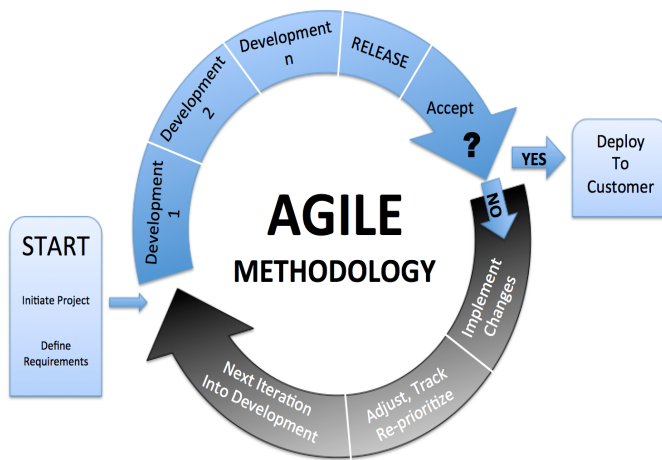 START
Initiate Project
Define
Requirements
Development
1
Development
2
Development
n
RELEASE
Accept
?
YES
Deploy
To
Customer
NO
Implement
Changes
Adjust, Track
Re-prioritize
Next Iteration
Into Development
AGILE
METHODOLOGY